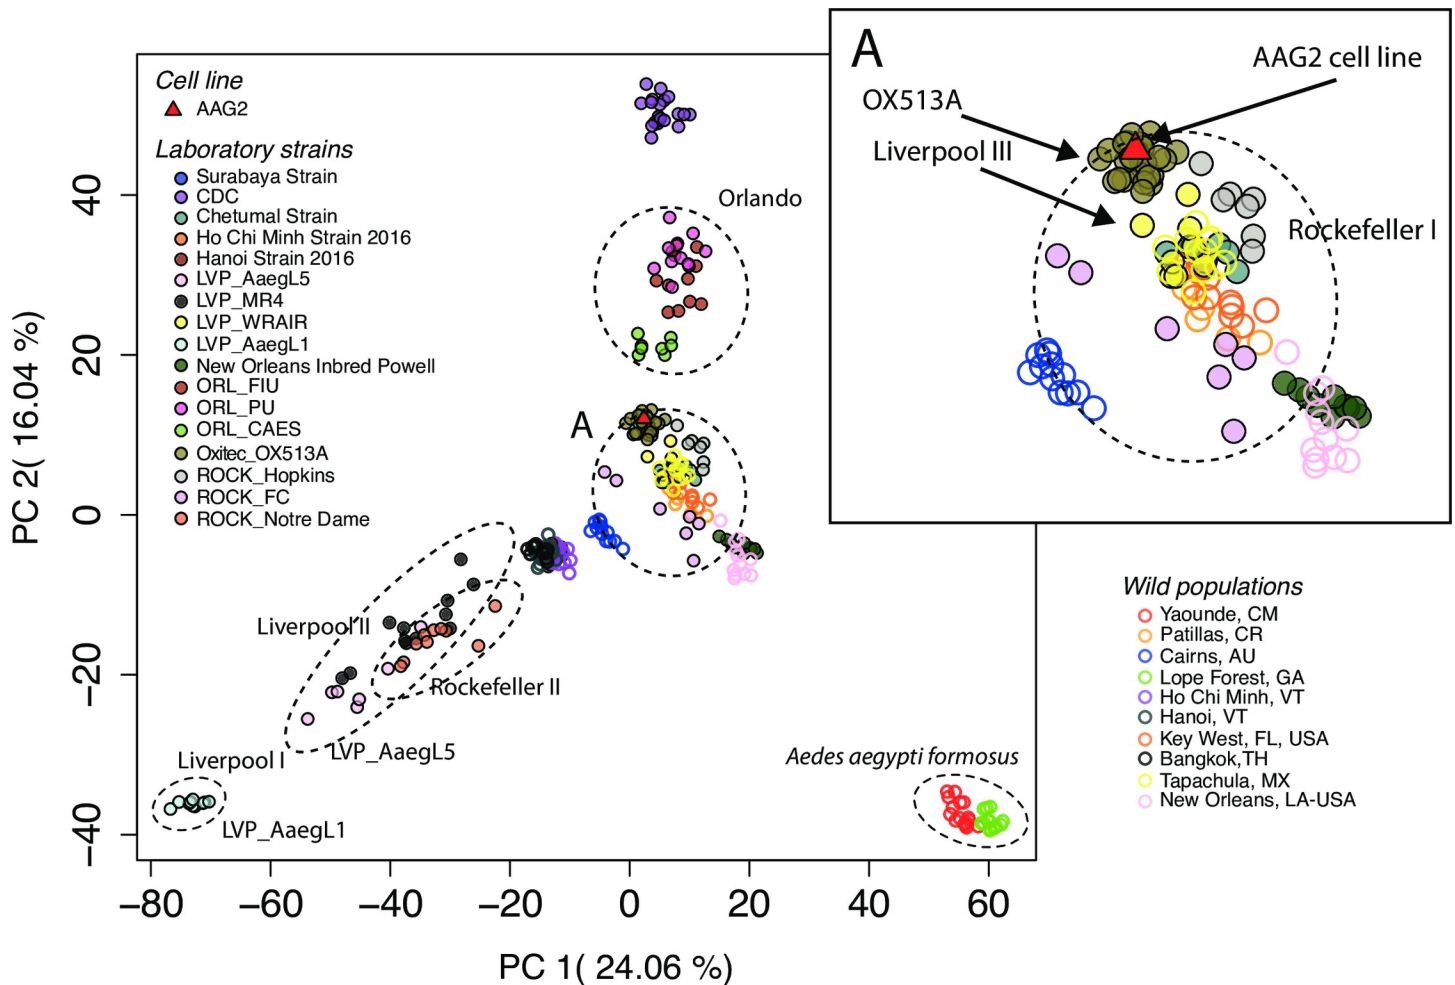 Cell line
AAG2
Laboratory strains
Surabaya Strain
CDC
Chetumal Strain
Ho Chi Minh Strain 2016
Hanoi Strain 2016
LVP_AaegL5
LVP_MR4
LVP_WRAIR
LVP_AaegL1
New Orleans Inbred Powell
ORL_FIU
ORL_PU
ORL_CAES
Oxitec_OX513A
ROCK_Hopkins
ROCK_FC
ROCK_Notre Dame
Orlando
A
Liverpool II
Rockefeller II
LVP_AaegL5
Liverpool I
LVP_AaegL1
Aedes aegypti formosus
A
AAG2 cell line
OX513A
Liverpool III
Rockefeller I
Wild populations
Yaounde, CM
Patillas, CR
Cairns, AU
Lope Forest, GA
Ho Chi Minh, VT
Hanoi, VT
Key West, FL, USA
Bangkok,TH
Tapachula, MX
New Orleans, LA-USA
PC 2( 16.04 %)
40
20
0
−20
−40
−80
−60
−40
−20
0
20
40
60
PC 1( 24.06 %)